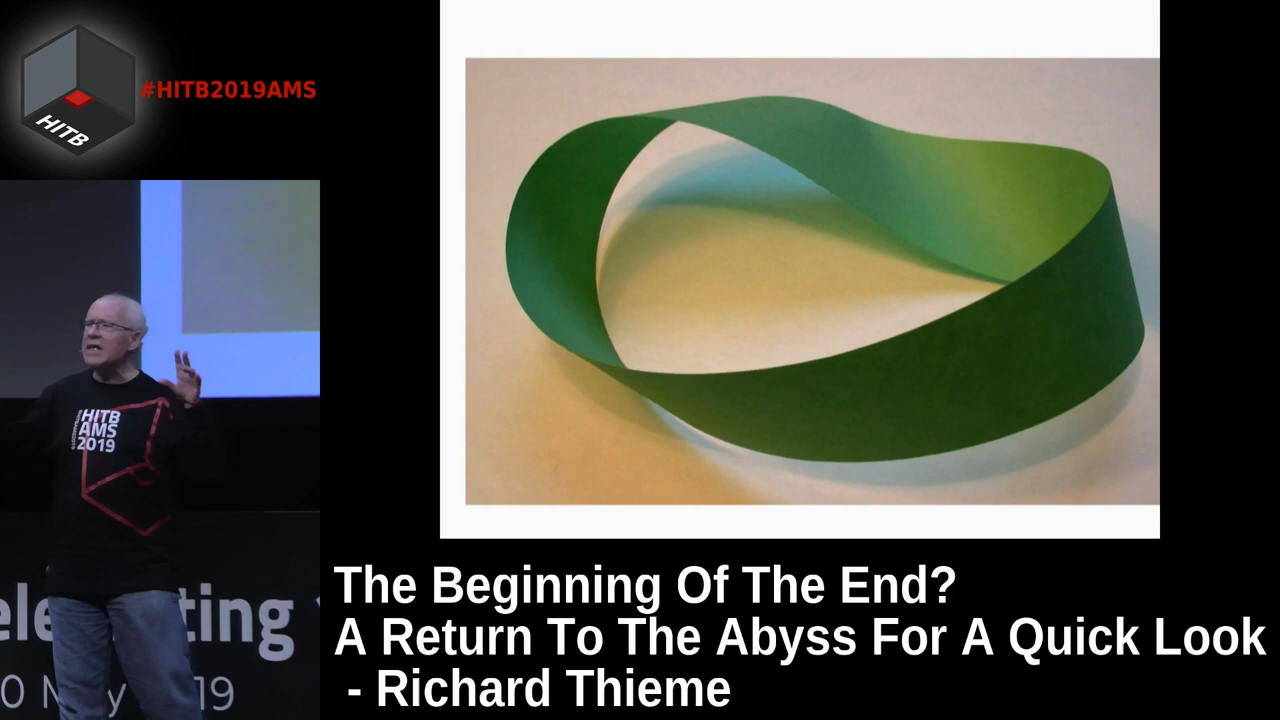 HITB
#HITB2019AMS
HITB
AMS
2019
The Beginning Of The End?
A Return To The Abyss For A Quick Look
- Richard Thieme